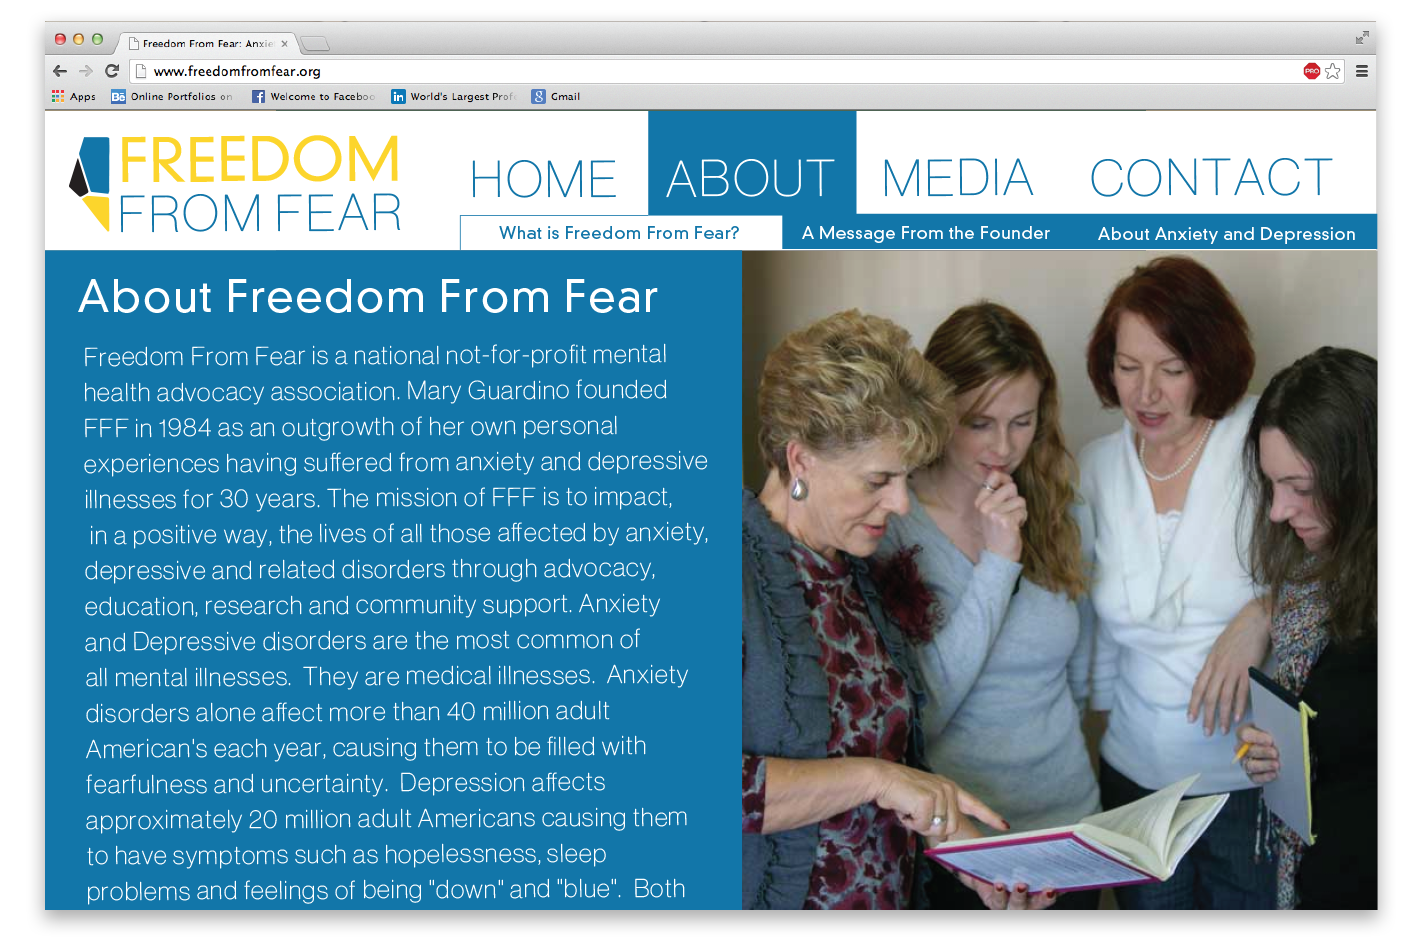 Freedom From Fear: Anxie
www.freedomfromfear.org
PRO
Apps
Bē Online Portfolios on
f Welcome to Faceboo
in World's Largest Profe
8 Gmail
FREEDOM
FROM FEAR
HOME ABOUT MEDIA CONTACT
What is Freedom From Fear? A Message From the Founder About Anxiety and Depression
About Freedom From Fear
Freedom From Fear is a national not-for-profit mental
health advocacy association. Mary Guardino founded
FFF in 1984 as an outgrowth of her own personal
experiences having suffered from anxiety and depressive
illnesses for 30 years. The mission of FFF is to impact,
in a positive way, the lives of all those affected by anxiety,
depressive and related disorders through advocacy,
education, research and community support. Anxiety
and Depressive disorders are the most common of
all mental illnesses. They are medical illnesses. Anxiety
disorders alone affect more than 40 million adult
American's each year, causing them to be filled with
fearfulness and uncertainty. Depression affects
approximately 20 million adult Americans causing them
to have symptoms such as hopelessness, sleep
problems and feelings of being "down" and "blue". Both